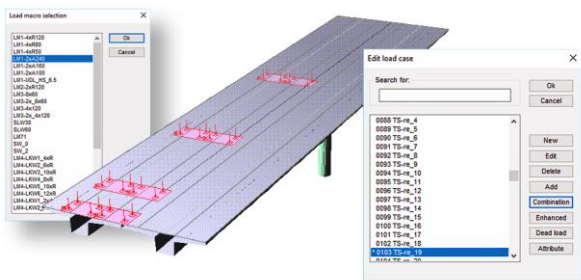 Load macro selection
LM1-4xR120
LM1-4xR80
LM1-4xR50
LM1-2xA240
LM1-2xA160
LM1-2xA100
LM1-UDL_HS_6.5
LM2-2xR120
LM3-8x60
LM3-2x_8x60
LM3-4x120
LM3-2x_4x120
SLW30
SLW60
LM71
SW_0
SW_2
LM4-LKW1_4xR
LM4-LKW2_8xR
LM4-LKW3_10xR
LM4-LKW4_8xR
LM4-LKW5_10xR
LM4-LKW6_12xR
Ok
Cancel
Edit load case
Search for:
0088 TS-re_4
0089 TS-re_5
0090 TS-re_6
0091 TS-re_7
0092 TS-re_8
0093 TS-re_9
0094 TS-re_10
0095 TS-re_11
0096 TS-re_12
0097 TS-re_13
0098 TS-re_14
0099 TS-re_15
0100 TS-re_16
0101 TS-re_17
0102 TS-re_18
* 0103 TS-re_19
0104 TS-re_20
Ok
Cancel
New
Edit
Delete
Add
Combination
Enhanced
Dead load
Attribute